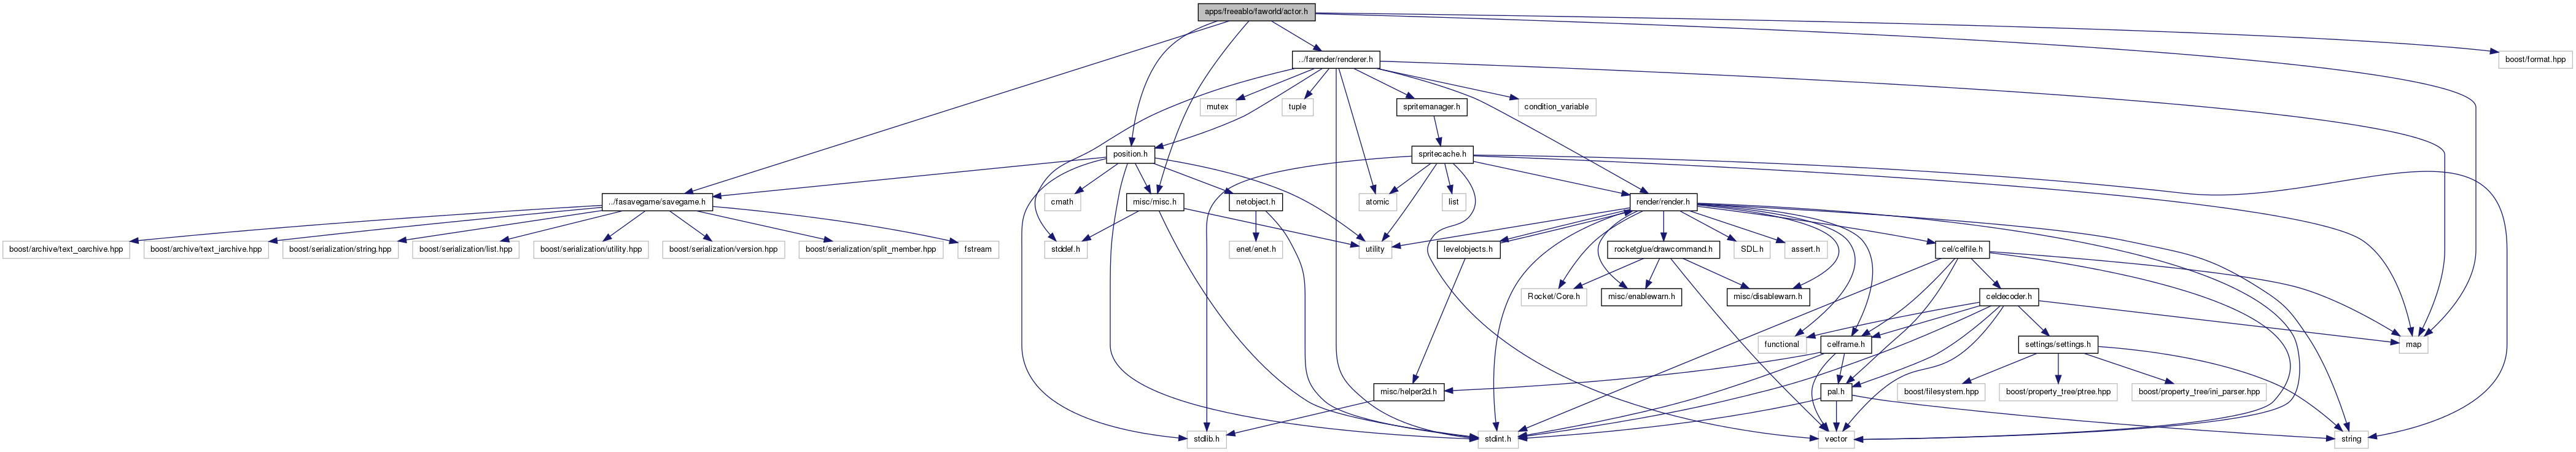 apps/freeablo/faworld/actor.h
../farender/renderer.h
boost/format.hpp
mutex
tuple
spritemanager.h
condition_variable
position.h
spritecache.h
../fasavegame/savegame.h
cmath
misc/misc.h
netobject.h
atomic
list
render/render.h
boost/archive/text_oarchive.hpp
boost/archive/text_iarchive.hpp
boost/serialization/string.hpp
boost/serialization/list.hpp
boost/serialization/utility.hpp
boost/serialization/version.hpp
boost/serialization/split_member.hpp
fstream
stddef.h
enet/enet.h
utility
levelobjects.h
rocketglue/drawcommand.h
SDL.h
assert.h
cel/celfile.h
Rocket/Core.h
misc/enablewarn.h
misc/disablewarn.h
celdecoder.h
functional
celframe.h
settings/settings.h
map
misc/helper2d.h
pal.h
boost/filesystem.hpp
boost/property_tree/ptree.hpp
boost/property_tree/ini_parser.hpp
stdlib.h
stdint.h
vector
string